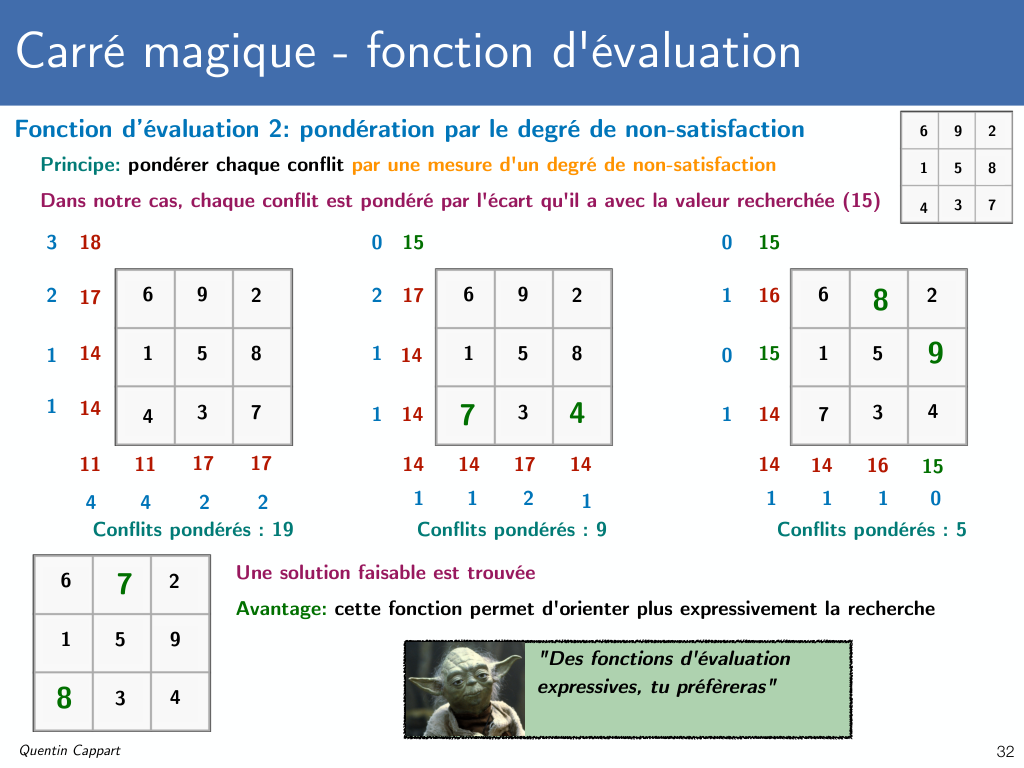 Carré magique - fonction d'évaluation
Fonction d'évaluation 2: pondération par le degré de non-satisfaction
Principe: pondérer chaque conflit par une mesure d'un degré de non-satisfaction
Dans notre cas, chaque conflit est pondéré par l'écart qu'il a avec la valeur recherchée (15)
6 9 2
1 5 8
4 3 7
3 18
2 17 6 9 2
1 14 1 5 8
1 14 4 3 7
11 11 17 17
4 4 2 2
Conflits pondérés : 19
0 15
2 17 6 9 2
1 14 1 5 8
1 14 7 3 4
14 14 17 14
1 1 2 1
Conflits pondérés : 9
0 15
1 16 6 8 2
0 15 1 5 9
1 14 7 3 4
14 14 16 15
1 1 1 0
Conflits pondérés : 5
6 7 2
1 5 9
8 3 4
Une solution faisable est trouvée
Avantage: cette fonction permet d'orienter plus expressivement la recherche
"Des fonctions d'évaluation
expressives, tu préfèreras"
Quentin Cappart
32